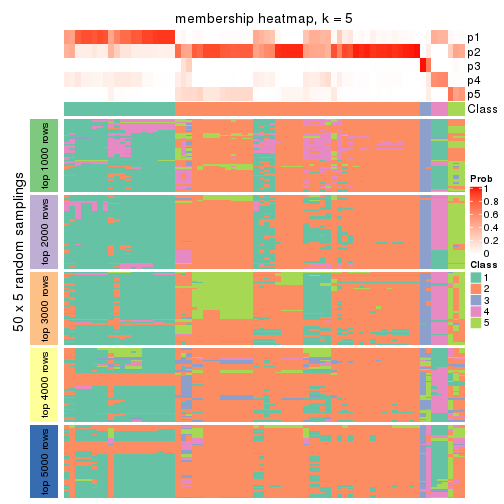 membership heatmap, k = 5
p1
p2
p3
p4
p5
Class
50 x 5 random samplings
top 1000 rows
top 2000 rows
top 3000 rows
top 4000 rows
top 5000 rows
Prob
1
0.8
0.6
0.4
0.2
0
Class
1
2
3
4
5